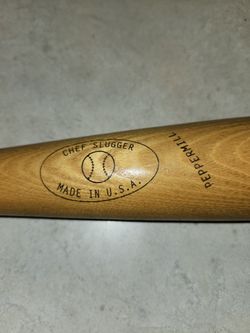 CHEF SLUGGER
MADE IN U.S.A.
PEPPERMILL